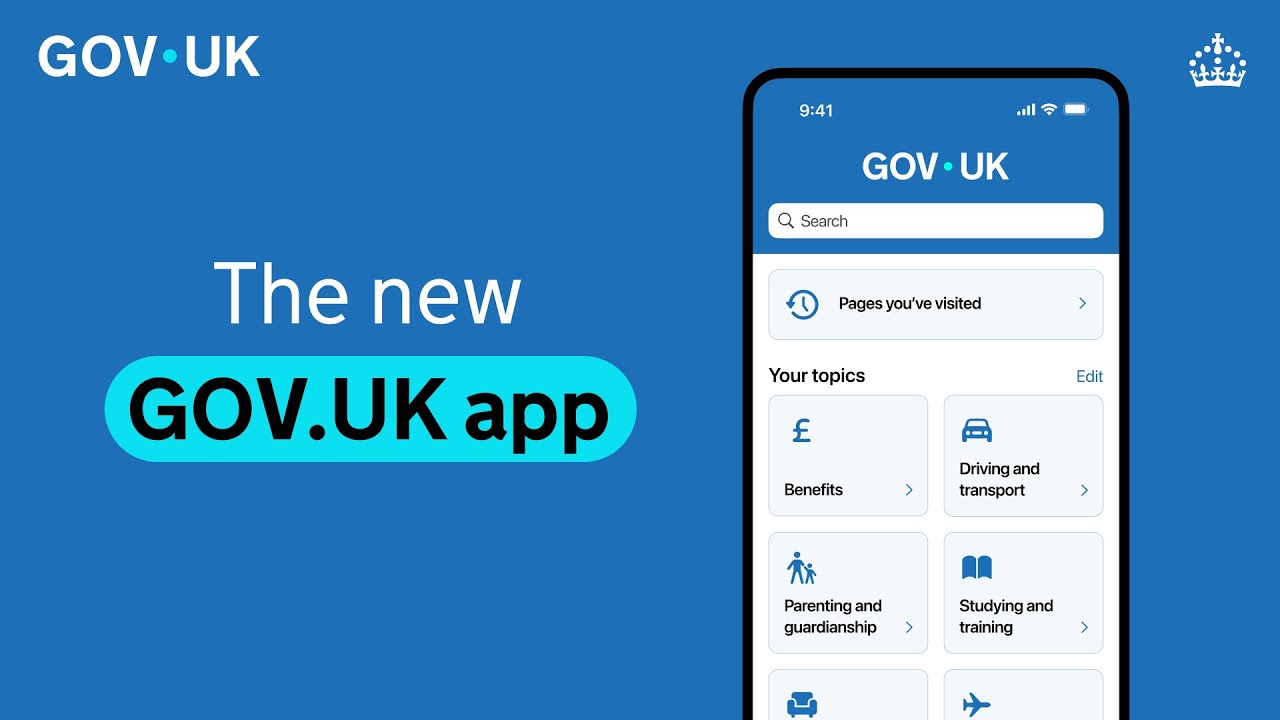 GOV·UK
The new
GOV.UK app
9:41
GOV·UK
Search
Pages you’ve visited
Your topics
Edit
£
Benefits
Driving and
transport
Parenting and
guardianship
Studying and
training